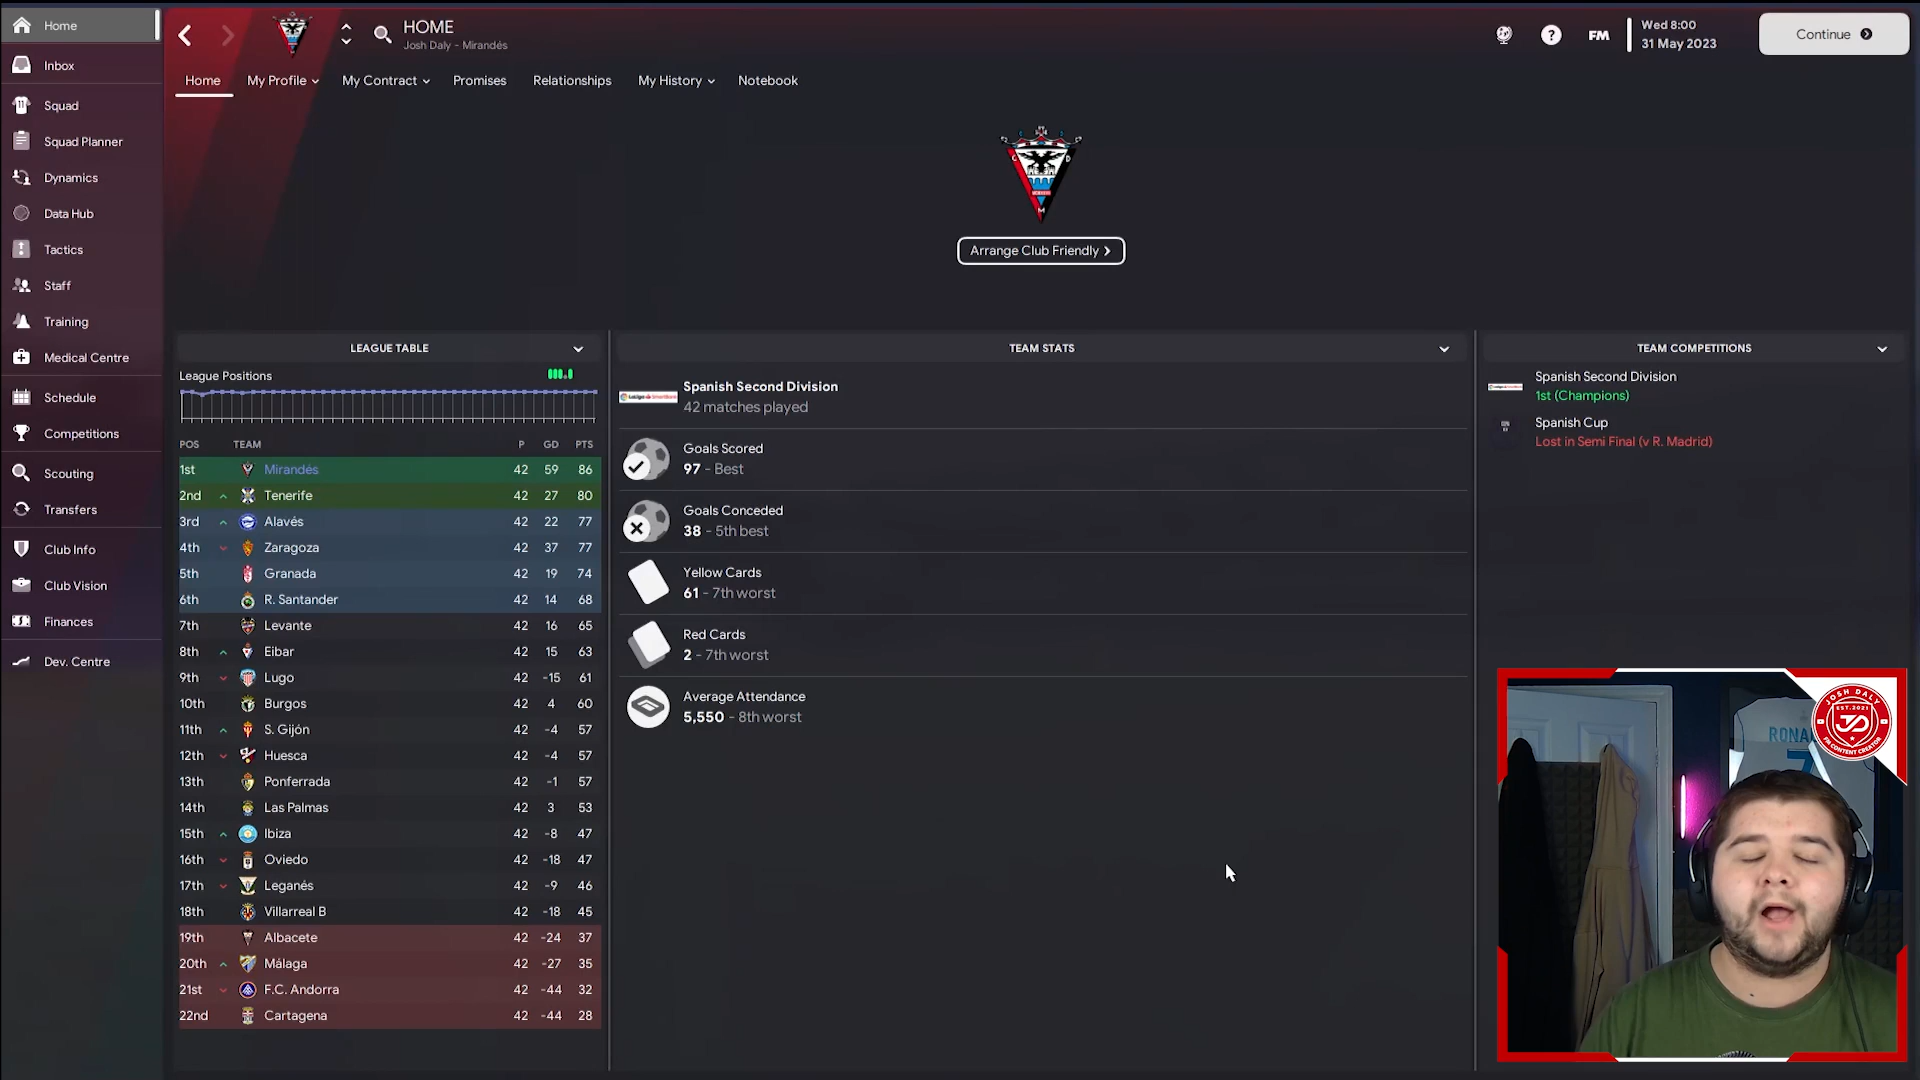 Home
Inbox
Squad
Squad Planner
Dynamics
Data Hub
Tactics
Staff
Training
Medical Centre
Schedule
Competitions
Scouting
Transfers
Club Info
Club Vision
Finances
Dev. Centre
HOME
Josh Daly - Mirandés
FM
Wed 8:00
31 May 2023
Continue
Home My Profile My Contract Promises Relationships My History Notebook
Arrange Club Friendly
LEAGUE TABLE
League Positions
POS TEAM P GD PTS
1st Mirandés 42 59 86
2nd Tenerife 42 27 80
3rd Alavés 42 22 77
4th Zaragoza 42 37 77
5th Granada 42 19 74
6th R. Santander 42 14 68
7th Levante 42 16 65
8th Eibar 42 15 63
9th Lugo 42 -15 61
10th Burgos 42 4 60
11th S. Gijón 42 -4 57
12th Huesca 42 -4 57
13th Ponferrada 42 -1 57
14th Las Palmas 42 3 53
15th Ibiza 42 -8 47
16th Oviedo 42 -18 47
17th Leganés 42 -9 46
18th Villarreal B 42 -18 45
19th Albacete 42 -24 37
20th Málaga 42 -27 35
21st F.C. Andorra 42 -44 32
22nd Cartagena 42 -44 28
TEAM STATS
Spanish Second Division
42 matches played
Goals Scored
97 - Best
Goals Conceded
38 - 5th best
Yellow Cards
61 - 7th worst
Red Cards
2 - 7th worst
Average Attendance
5,550 - 8th worst
TEAM COMPETITIONS
Spanish Second Division
1st (Champions)
Spanish Cup
Lost in Semi Final (v R. Madrid)
JOSH DALY
EST. 2021
JD
FM CONTENT CREATOR
7